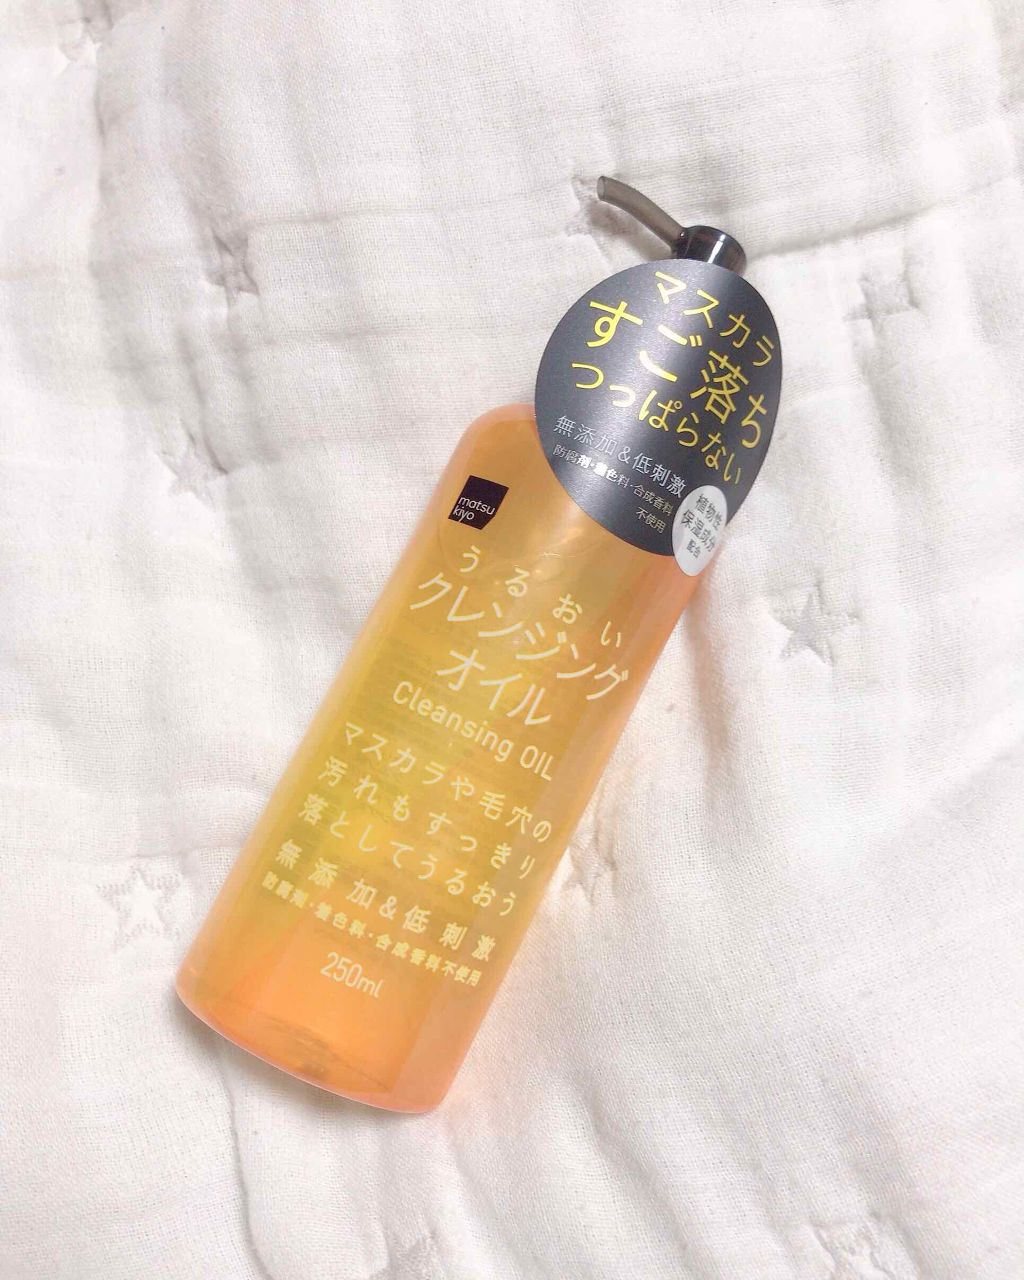 マスカラ
すご落ち
つっぱらない
無添加&低刺激
防腐剤・着色料・合成香料
不使用
植物性
保湿成分
配合
matsu
kiyo
うるおい
クレンジング
オイル
Cleansing OIL
マスカラや毛穴の
汚れもすっきり
落としてうるおう
無添加&低刺激
防腐剤・着色料・合成香料不使用
250ml